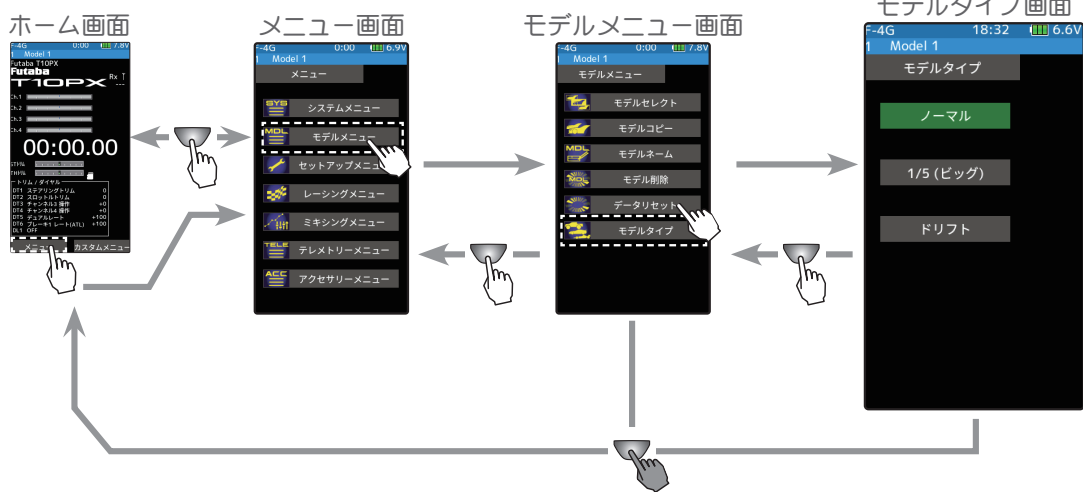 ホーム画面
F-4G 0:00 7.8V
1 Model 1
Futaba T10PX
Futaba
T10PX
Rx
---
Ch.1
Ch.2
Ch.3
Ch.4
00:00.00
ST%
TH%
トリム / ダイヤル
DT1 ステアリングトリム 0
DT2 スロットルトリム 0
DT3 チャンネル3 操作 +0
DT4 チャンネル4 操作 +0
DT5 デュアルレート +100
DT6 ブレーキ1 レート(ATL) +100
DL1 OFF
メニュー カスタムメニュー
メニュー画面
F-4G 0:00 6.9V
1 Model 1
メニュー
SYS システムメニュー
MDL モデルメニュー
セットアップメニュー
レーシングメニュー
ミキシングメニュー
TELE テレメトリーメニュー
ACC アクセサリーメニュー
モデルメニュー画面
F-4G 0:00 7.8V
1 Model 1
モデルメニュー
モデルセレクト
モデルコピー
MDL モデルネーム
MDL モデル削除
データリセット
モデルタイプ
モデルタイプ画面
F-4G 18:32 6.6V
1 Model 1
モデルタイプ
ノーマル
1/5 (ビッグ)
ドリフト